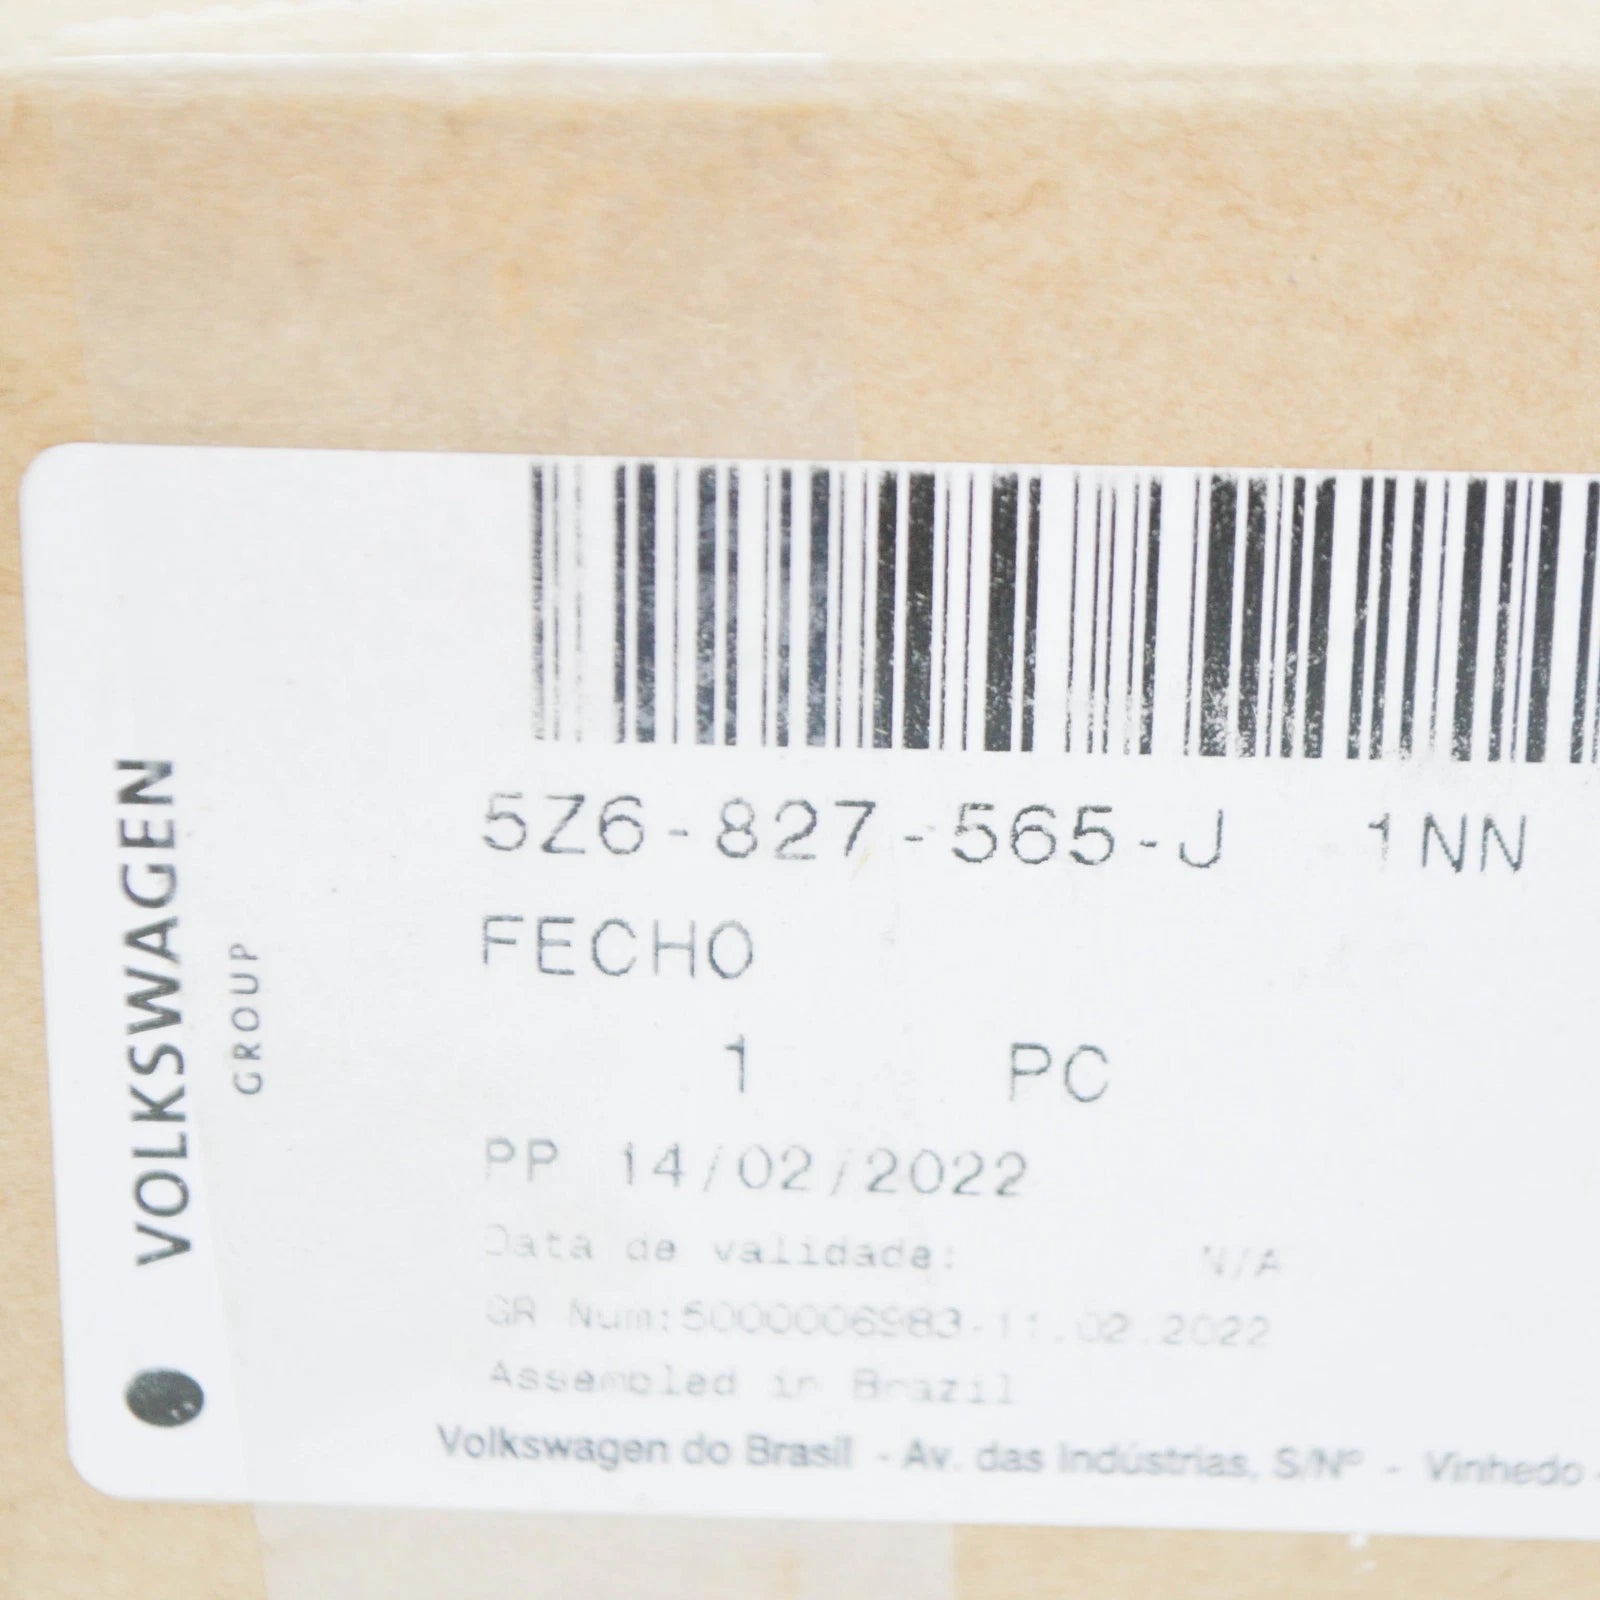 VOLKSWAGEN
GROUP
5Z6-827-565-J 1NN
FECHO
1 PC
PP 14/02/2022
Data de validade: N/A
GR Num:5000006983-11.02.2022
Assembled in Brazil
Volkswagen do Brasil - Av. das Indústrias, S/Nº - Vinhedo -